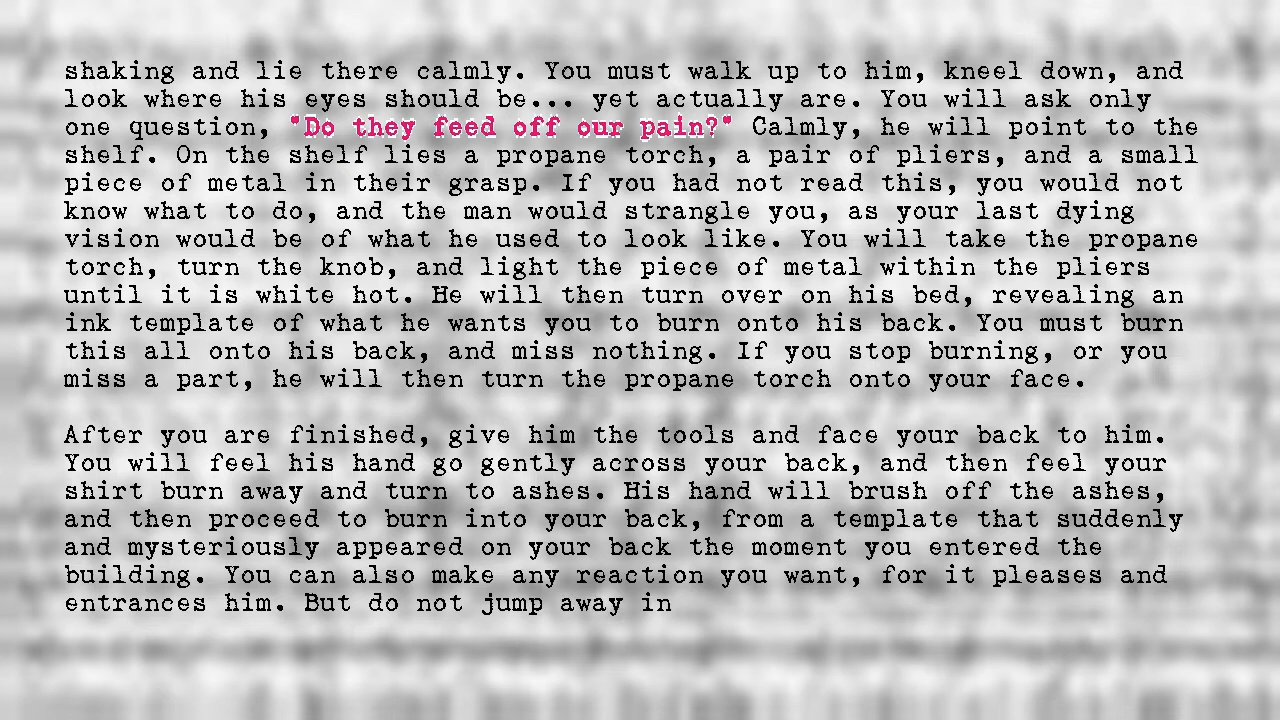 shaking and lie there calmly. You must walk up to him, kneel down, and
look where his eyes should be... yet actually are. You will ask only
one question, "Do they feed off our pain?" Calmly, he will point to the
shelf. On the shelf lies a propane torch, a pair of pliers, and a small
piece of metal in their grasp. If you had not read this, you would not
know what to do, and the man would strangle you, as your last dying
vision would be of what he used to look like. You will take the propane
torch, turn the knob, and light the piece of metal within the pliers
until it is white hot. He will then turn over on his bed, revealing an
ink template of what he wants you to burn onto his back. You must burn
this all onto his back, and miss nothing. If you stop burning, or you
miss a part, he will then turn the propane torch onto your face.
After you are finished, give him the tools and face your back to him.
You will feel his hand go gently across your back, and then feel your
shirt burn away and turn to ashes. His hand will brush off the ashes,
and then proceed to burn into your back, from a template that suddenly
and mysteriously appeared on your back the moment you entered the
building. You can also make any reaction you want, for it pleases and
entrances him. But do not jump away in